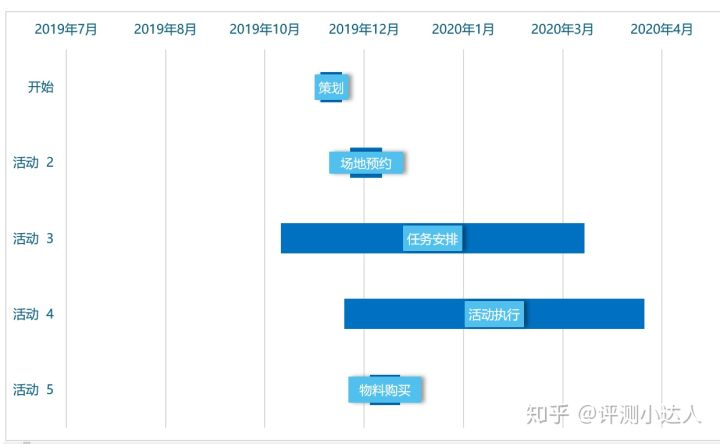 2019年7月 2019年8月 2019年10月 2019年12月 2020年1月 2020年3月 2020年4月
开始 策划
活动 2 场地预约
活动 3 任务安排
活动 4 活动执行
活动 5 物料购买
知乎 @评测小达人